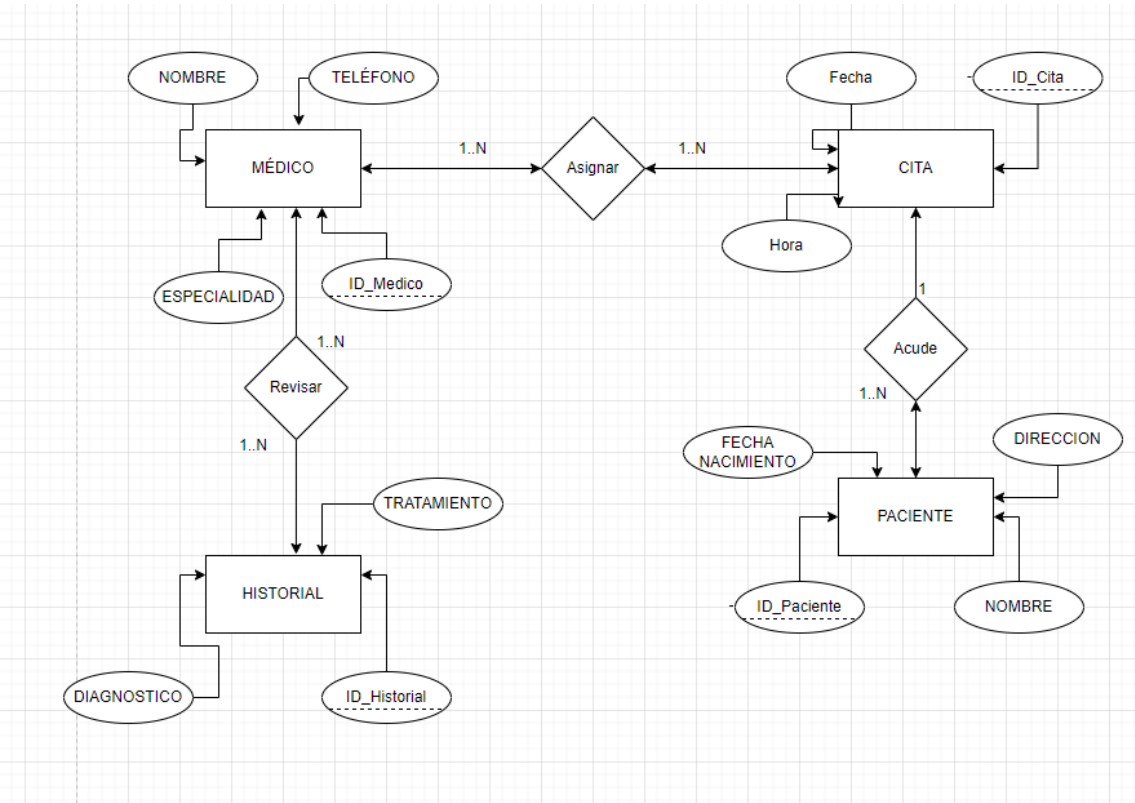 NOMBRE
TELÉFONO
Fecha
ID_Cita
1..N
1..N
MÉDICO
Asignar
CITA
Hora
ESPECIALIDAD
ID_Medico
1
1..N
Acude
Revisar
1..N
1..N
FECHA
NACIMIENTO
DIRECCION
TRATAMIENTO
PACIENTE
HISTORIAL
ID_Paciente
NOMBRE
DIAGNOSTICO
ID_Historial